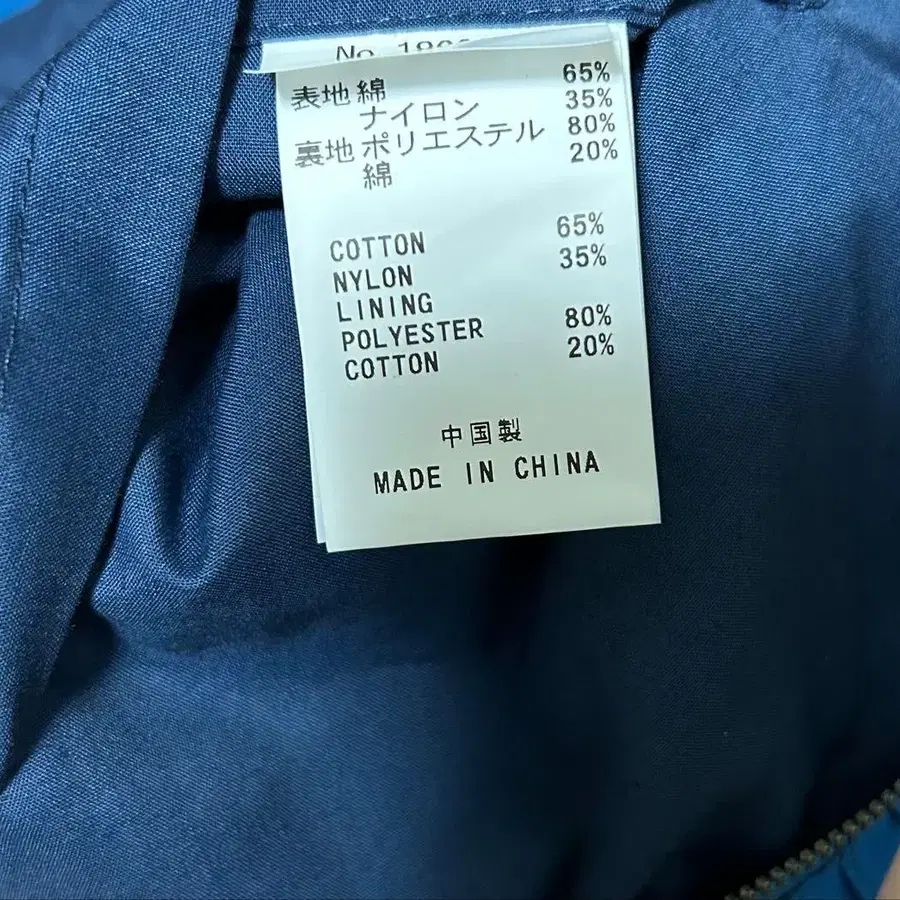 No.
表地 綿 65%
ナイロン 35%
裏地 ポリエステル 80%
綿 20%
COTTON 65%
NYLON 35%
LINING
POLYESTER 80%
COTTON 20%
中国製
MADE IN CHINA